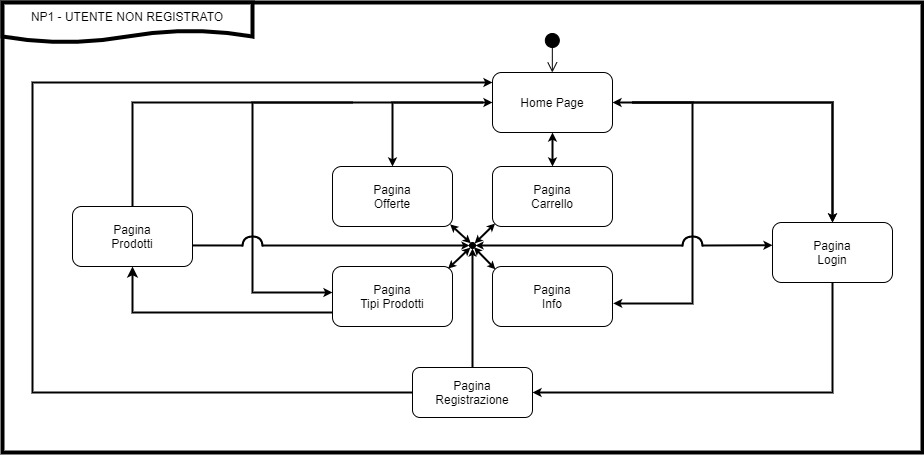 NP1 - UTENTE NON REGISTRATO
Home Page
Pagina
Offerte
Pagina
Carrello
Pagina
Prodotti
Pagina
Login
Pagina
Tipi Prodotti
Pagina
Info
Pagina
Registrazione